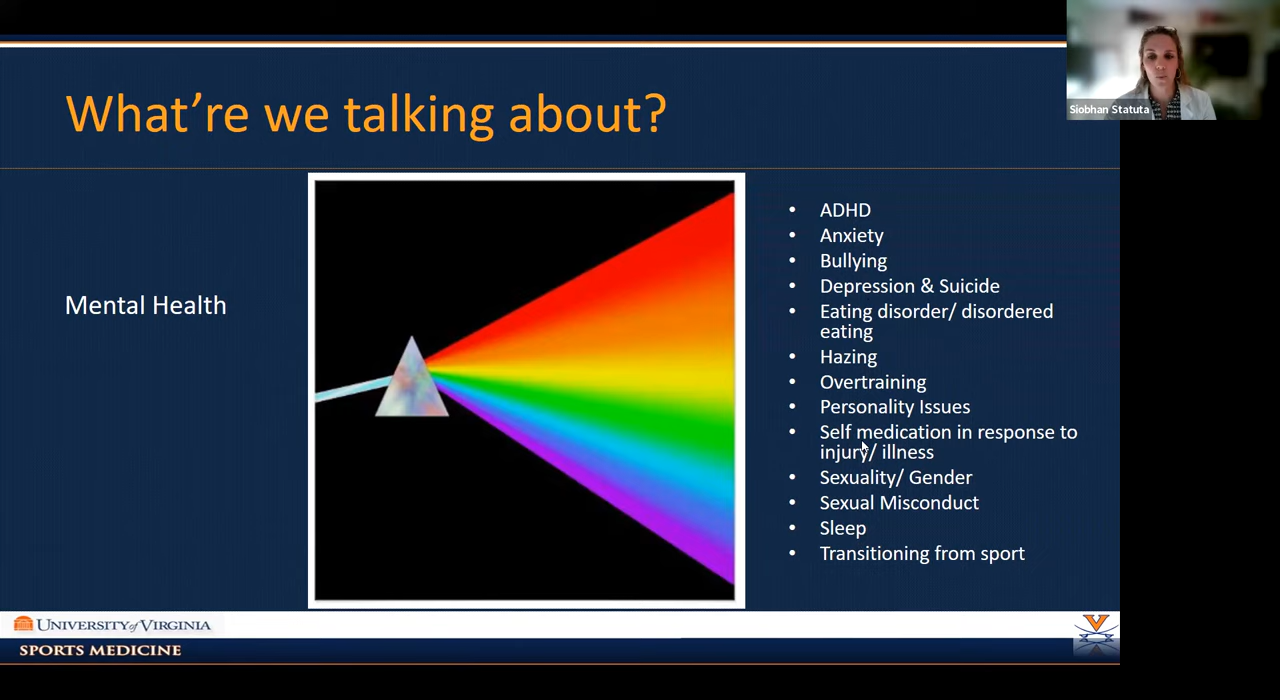 What’re we talking about?
Siobhan Statuta
Mental Health
• ADHD
• Anxiety
• Bullying
• Depression & Suicide
• Eating disorder/ disordered
eating
• Hazing
• Overtraining
• Personality Issues
• Self medication in response to
injury/ illness
• Sexuality/ Gender
• Sexual Misconduct
• Sleep
• Transitioning from sport
UNIVERSITY of VIRGINIA
SPORTS MEDICINE
V